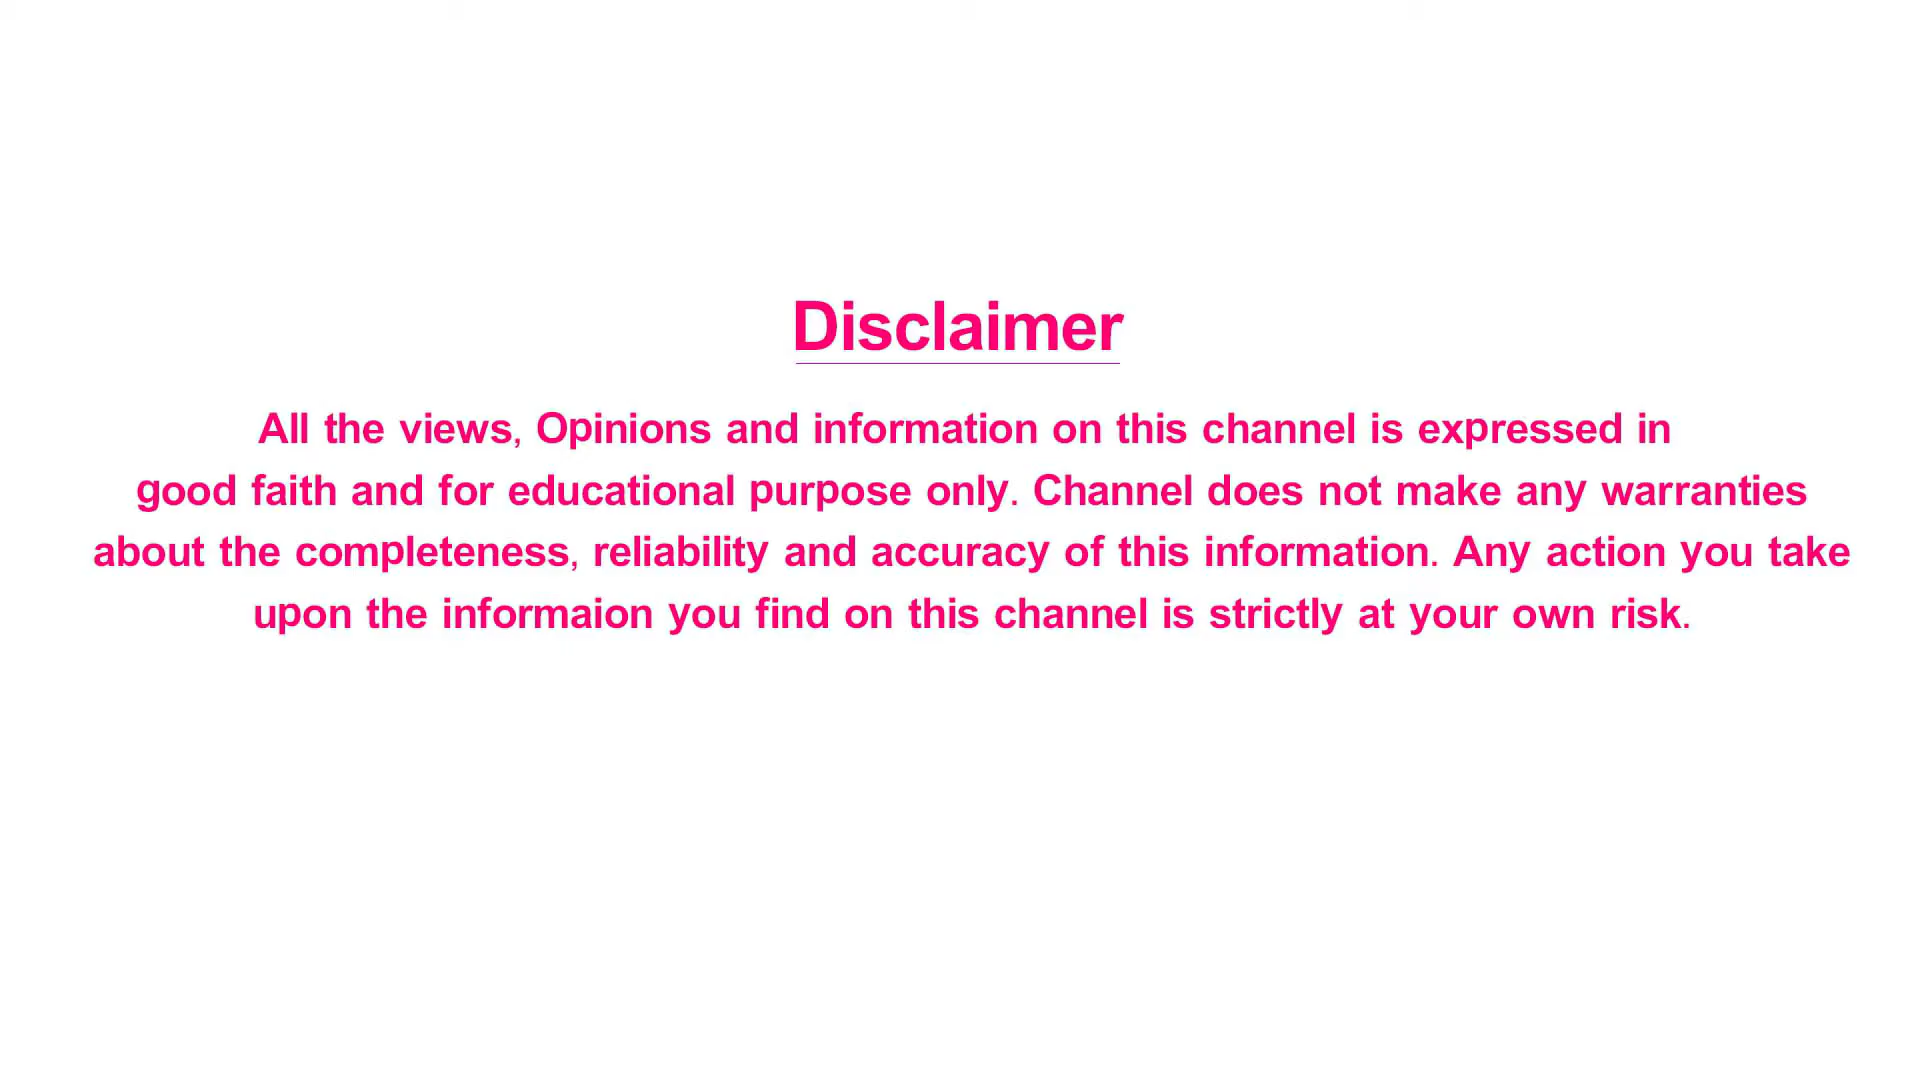 Disclaimer
All the views, Opinions and information on this channel is expressed in
good faith and for educational purpose only. Channel does not make any warranties
about the completeness, reliability and accuracy of this information. Any action you take
upon the informaion you find on this channel is strictly at your own risk.